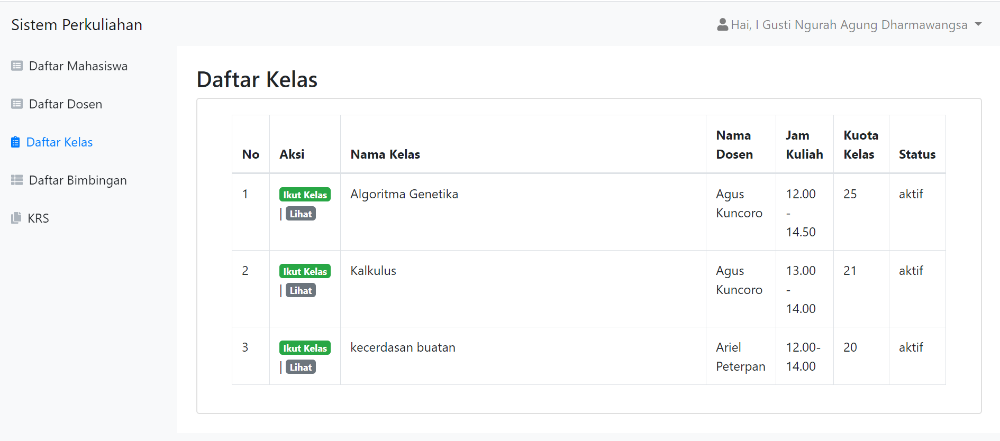 Sistem Perkuliahan
Hai, I Gusti Ngurah Agung Dharmawangsa
Daftar Mahasiswa
Daftar Dosen
Daftar Kelas
Daftar Bimbingan
KRS
Daftar Kelas
No Aksi Nama Kelas Nama Dosen Jam Kuliah Kuota Kelas Status
1 Ikut Kelas | Lihat Algoritma Genetika Agus Kuncoro 12.00 - 14.50 25 aktif
2 Ikut Kelas | Lihat Kalkulus Agus Kuncoro 13.00 - 14.00 21 aktif
3 Ikut Kelas | Lihat kecerdasan buatan Ariel Peterpan 12.00-14.00 20 aktif